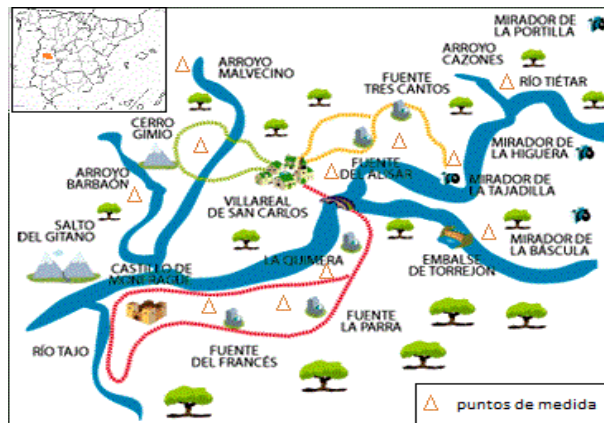 MIRADOR DE
LA PORTILLA
ARROYO
MALVECINO
ARROYO
CAZONES
FUENTE
TRES CANTOS
RÍO TIÉTAR
CERRO
GIMIO
MIRADOR DE
LA HIGUERA
ARROYO
BARBAÓN
FUENTE
DEL ALISAR
MIRADOR DE
LA TAJADILLA
VILLAREAL
DE SAN CARLOS
SALTO
DEL GITANO
MIRADOR DE
LA BÁSCULA
EMBALSE
DE TORREJÓN
LA QUIMERA
CASTILLO DE
MONFRAGÜE
FUENTE
LA PARRA
RÍO TAJO
FUENTE
DEL FRANCÉS
puntos de medida